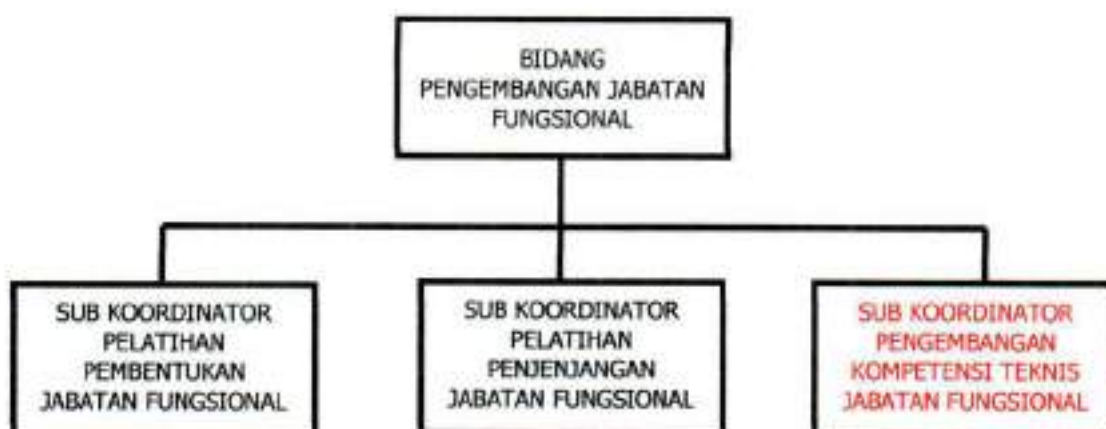 BIDANG
PENGEMBANGAN JABATAN
FUNGSIONAL
SUB KOORDINATOR
PELATIHAN
PEMBENTUKAN
JABATAN FUNGSIONAL
SUB KOORDINATOR
PELATIHAN
PENJENJANGAN
JABATAN FUNGSIONAL
SUB KOORDINATOR
PENGEMBANGAN
KOMPETENSI TEKNIS
JABATAN FUNGSIONAL